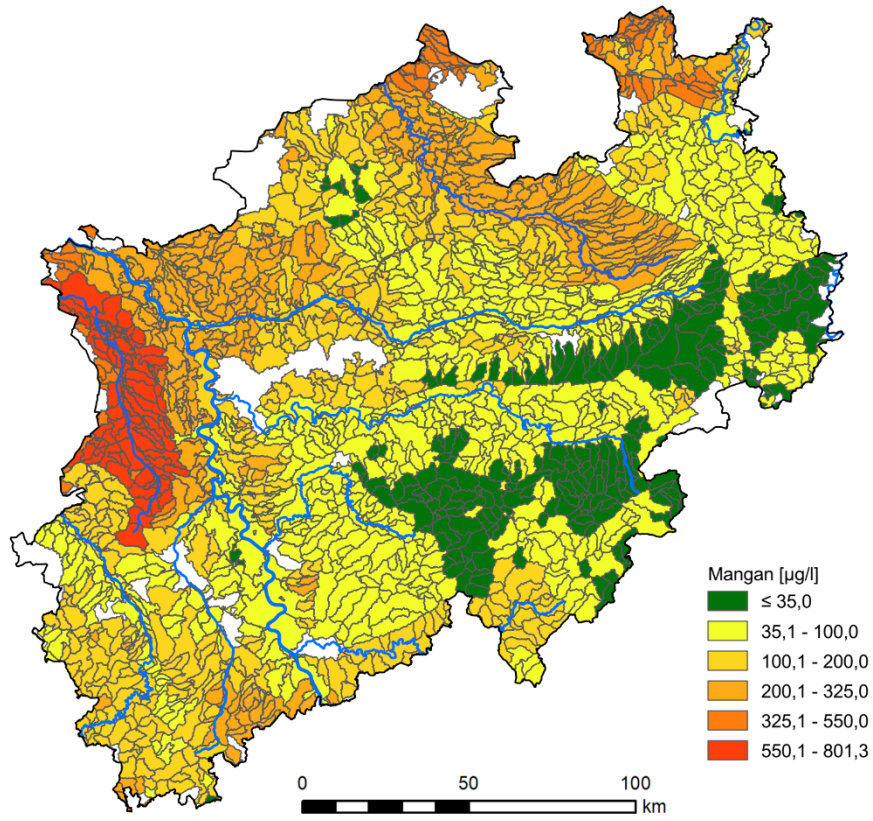 Mangan [µg/l]
≤ 35,0
35,1 - 100,0
100,1 - 200,0
200,1 - 325,0
325,1 - 550,0
550,1 - 801,3
0 50 100
km